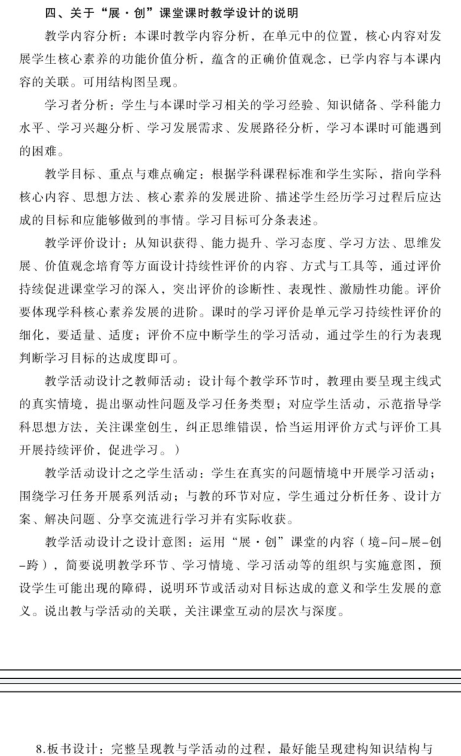 四、关于“展·创”课堂课时教学设计的说明
教学内容分析：本课时教学内容分析，在单元中的位置，核心内容对发
展学生核心素养的功能价值分析，蕴含的正确价值观念，已学内容与本课内
容的关联。可用结构图呈现。
学习者分析：学生与本课时学习相关的学习经验、知识储备、学科能力
水平、学习兴趣分析、学习发展需求、发展路径分析，学习本课时可能遇到
的困难。
教学目标、重点与难点确定：根据学科课程标准和学生实际，指向学科
核心内容、思想方法、核心素养的发展进阶、描述学生经历学习过程后应达
成的目标和应能够做到的事情。学习目标可分条表述。
教学评价设计：从知识获得、能力提升、学习态度、学习方法、思维发
展、价值观念培育等方面设计持续性评价的内容、方式与工具等，通过评价
持续促进课堂学习的深入，突出评价的诊断性、表现性、激励性功能。评价
要体现学科核心素养发展的进阶。课时的学习评价是单元学习持续性评价的
细化，要适量、适度；评价不应中断学生的学习活动，通过学生的行为表现
判断学习目标的达成度即可。
教学活动设计之教师活动：设计每个教学环节时，教理由要呈现主线式
的真实情境，提出驱动性问题及学习任务类型；对应学生活动，示范指导学
科思想方法，关注课堂创生，纠正思维错误，恰当运用评价方式与评价工具
开展持续评价，促进学习。）
教学活动设计之之学生活动：学生在真实的问题情境中开展学习活动；
围绕学习任务开展系列活动；与教的环节对应，学生通过分析任务、设计方
案、解决问题、分享交流进行学习并有实际收获。
教学活动设计之设计意图：运用“展·创”课堂的内容（境-问-展-创
-跨），简要说明教学环节、学习情境、学习活动等的组织与实施意图，预
设学生可能出现的障碍，说明环节或活动对目标达成的意义和学生发展的意
义。说出教与学活动的关联，关注课堂互动的层次与深度。
8.板书设计：完整呈现教与学活动的过程，最好能呈现建构知识结构与